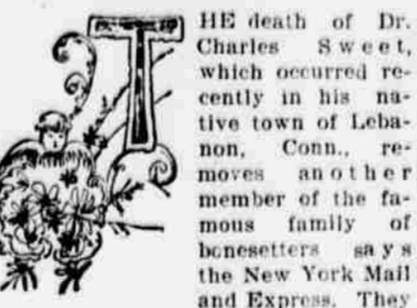 THE death of Dr.
Charles Sweet,
which occurred re-
cently in his na-
tive town of Leba-
non, Conn., re-
moves another
member of the fa-
mous family of
bonesetters says
the New York Mail
and Express. They